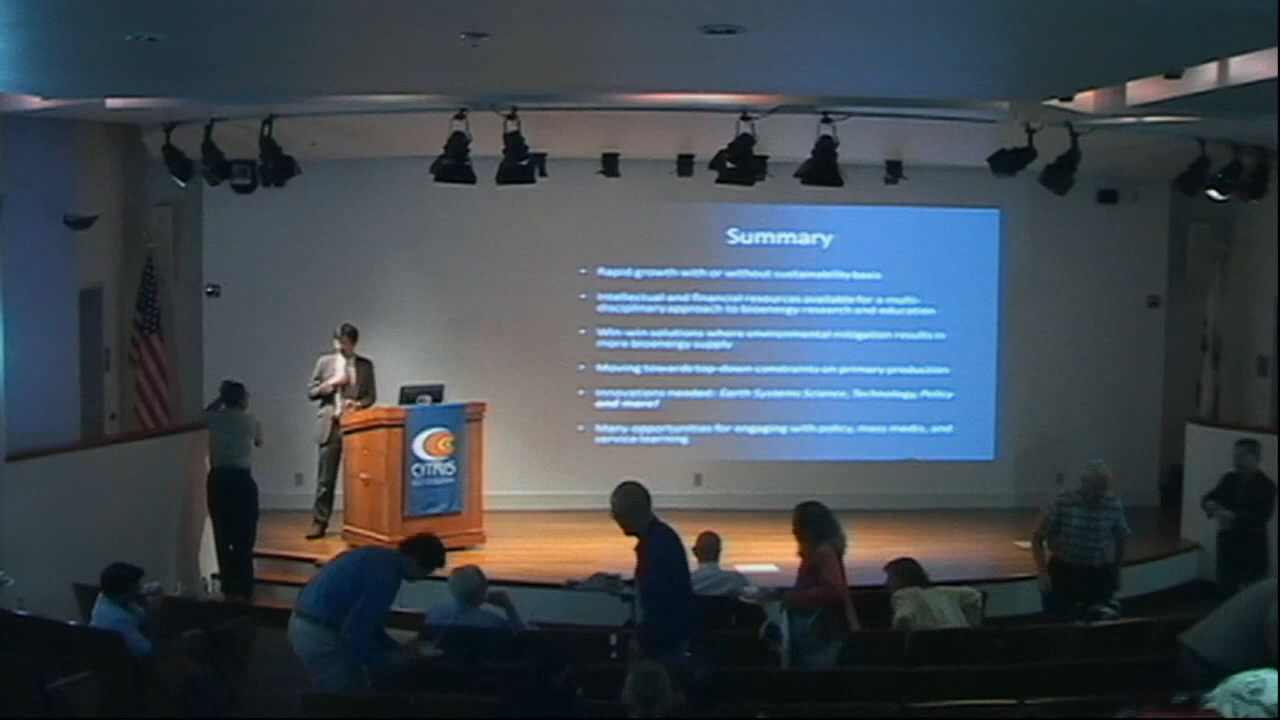 Summary
- Rapid growth with or without sustainability basis
- Intellectual and financial resources available for a multi-
disciplinary approach to bioenergy research and education
- Win-win solutions where environmental mitigation results in
more bioenergy supply
- Moving towards top-down constraints on primary production
- Innovations needed: Earth Systems Science, Technology, Policy
and more?
- Many opportunities for engaging with policy, mass media, and
service learning
CITRIS